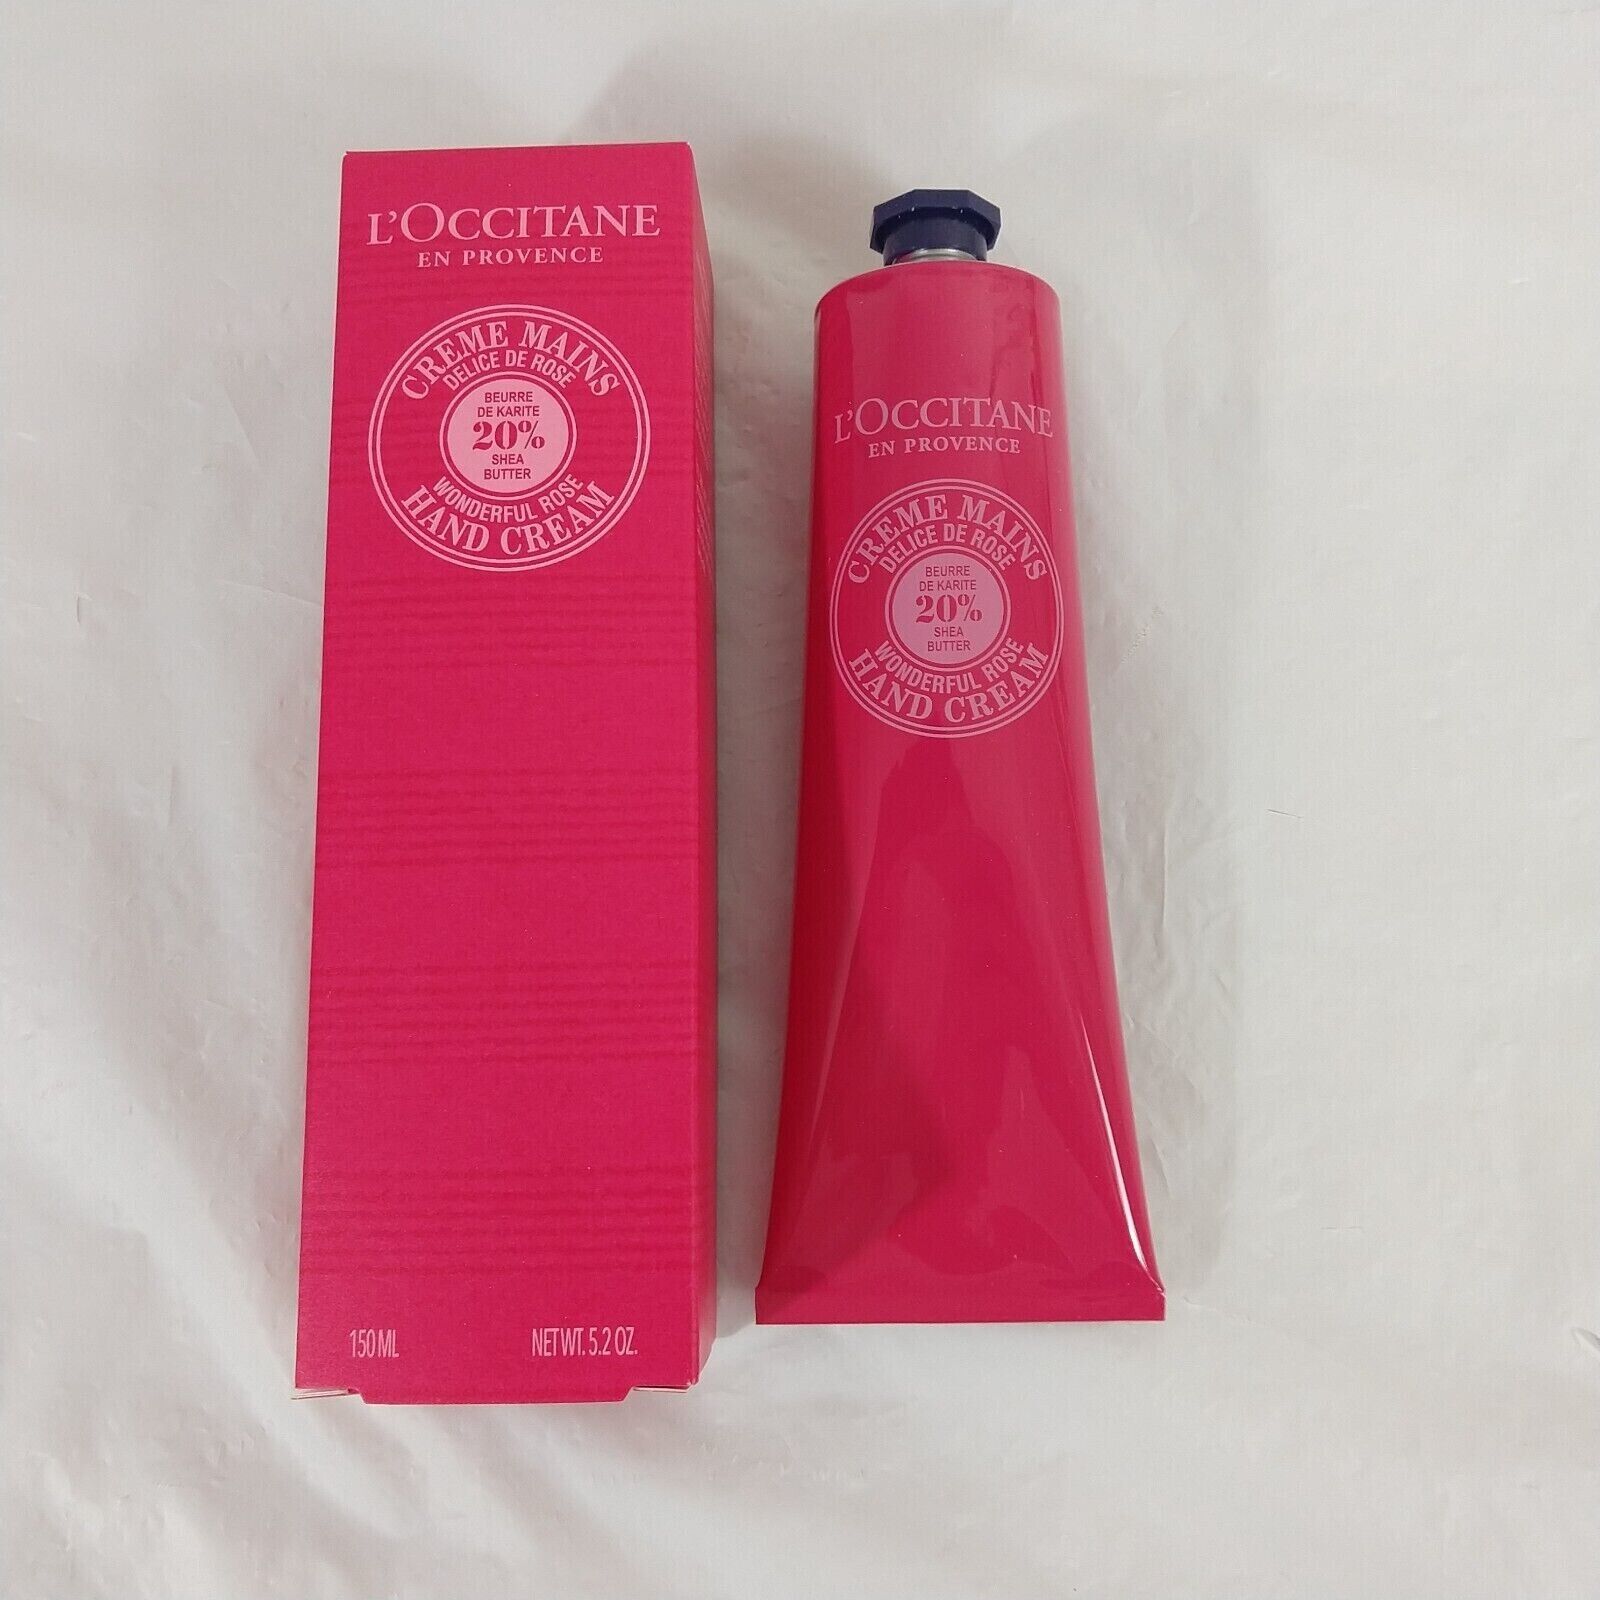 L'OCCITANE
EN PROVENCE
CREME MAINS
DELICE DE ROSE
BEURRE
DE KARITE
20%
SHEA
BUTTER
WONDERFUL ROSE
HAND CREAM
150 ML
NET WT. 5.2 OZ.
L'OCCITANE
EN PROVENCE
CREME MAINS
DELICE DE ROSE
BEURRE
DE KARITE
20%
SHEA
BUTTER
WONDERFUL ROSE
HAND CREAM